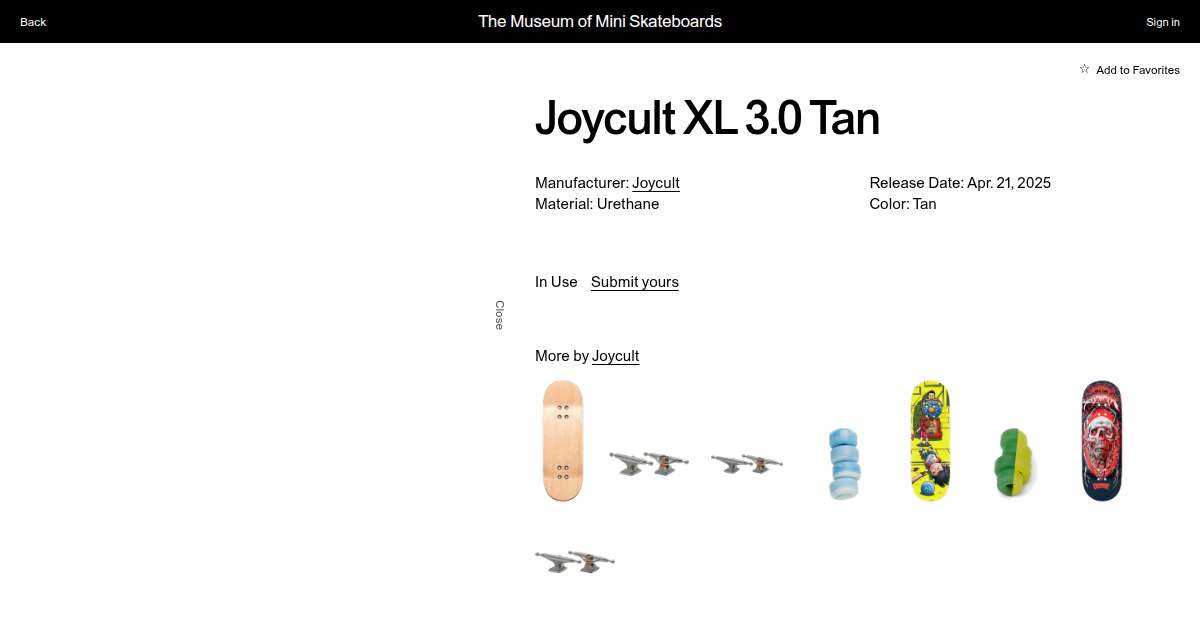 Back
The Museum of Mini Skateboards
Sign in
☆ Add to Favorites
Joycult XL 3.0 Tan
Manufacturer: Joycult
Release Date: Apr. 21, 2025
Material: Urethane
Color: Tan
In Use
Submit yours
Close
More by Joycult